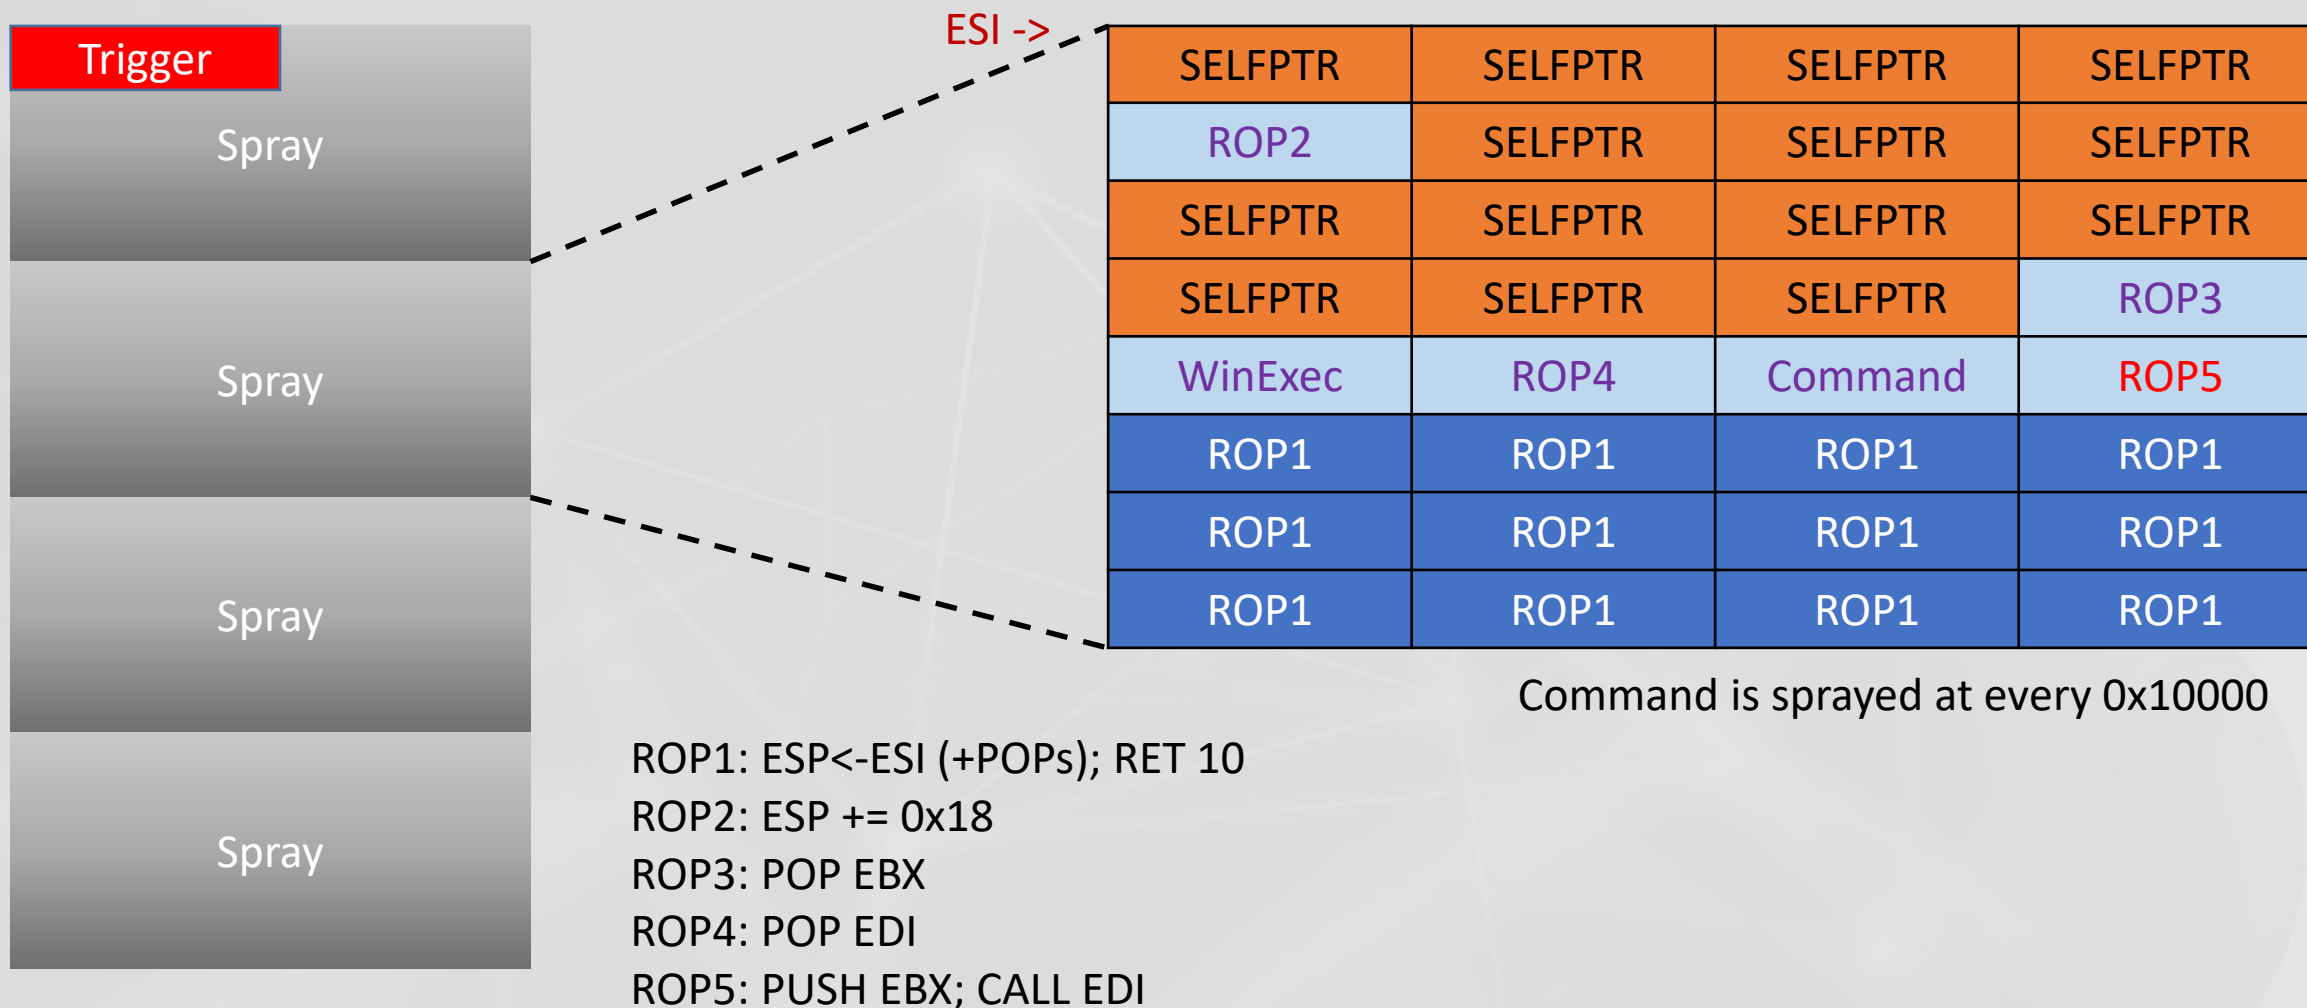 Trigger
Spray
Spray
Spray
Spray
ESI ->
SELFPTR SELFPTR SELFPTR SELFPTR
ROP2 SELFPTR SELFPTR SELFPTR
SELFPTR SELFPTR SELFPTR SELFPTR
SELFPTR SELFPTR SELFPTR ROP3
WinExec ROP4 Command ROP5
ROP1 ROP1 ROP1 ROP1
ROP1 ROP1 ROP1 ROP1
ROP1 ROP1 ROP1 ROP1
Command is sprayed at every 0x10000
ROP1: ESP<-ESI (+POPs); RET 10
ROP2: ESP += 0x18
ROP3: POP EBX
ROP4: POP EDI
ROP5: PUSH EBX; CALL EDI